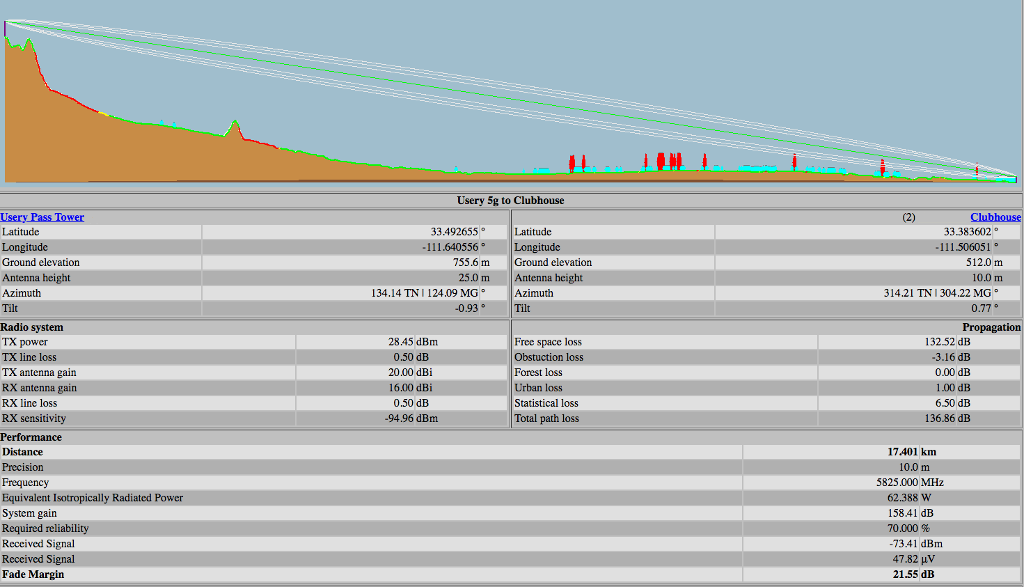 Usery 5g to Clubhouse
Usery Pass Tower (2) Clubhouse
Latitude 33.492655 ° Latitude 33.383602 °
Longitude -111.640556 ° Longitude -111.506051 °
Ground elevation 755.6 m Ground elevation 512.0 m
Antenna height 25.0 m Antenna height 10.0 m
Azimuth 134.14 TN | 124.09 MG ° Azimuth 314.21 TN | 304.22 MG °
Tilt -0.93 ° Tilt 0.77 °
Radio system Propagation
TX power 28.45 dBm Free space loss 132.52 dB
TX line loss 0.50 dB Obstuction loss -3.16 dB
TX antenna gain 20.00 dBi Forest loss 0.00 dB
RX antenna gain 16.00 dBi Urban loss 1.00 dB
RX line loss 0.50 dB Statistical loss 6.50 dB
RX sensitivity -94.96 dBm Total path loss 136.86 dB
Performance
Distance 17.401 km
Precision 10.0 m
Frequency 5825.000 MHz
Equivalent Isotropically Radiated Power 62.388 W
System gain 158.41 dB
Required reliability 70.000 %
Received Signal -73.41 dBm
Received Signal 47.82 µV
Fade Margin 21.55 dB